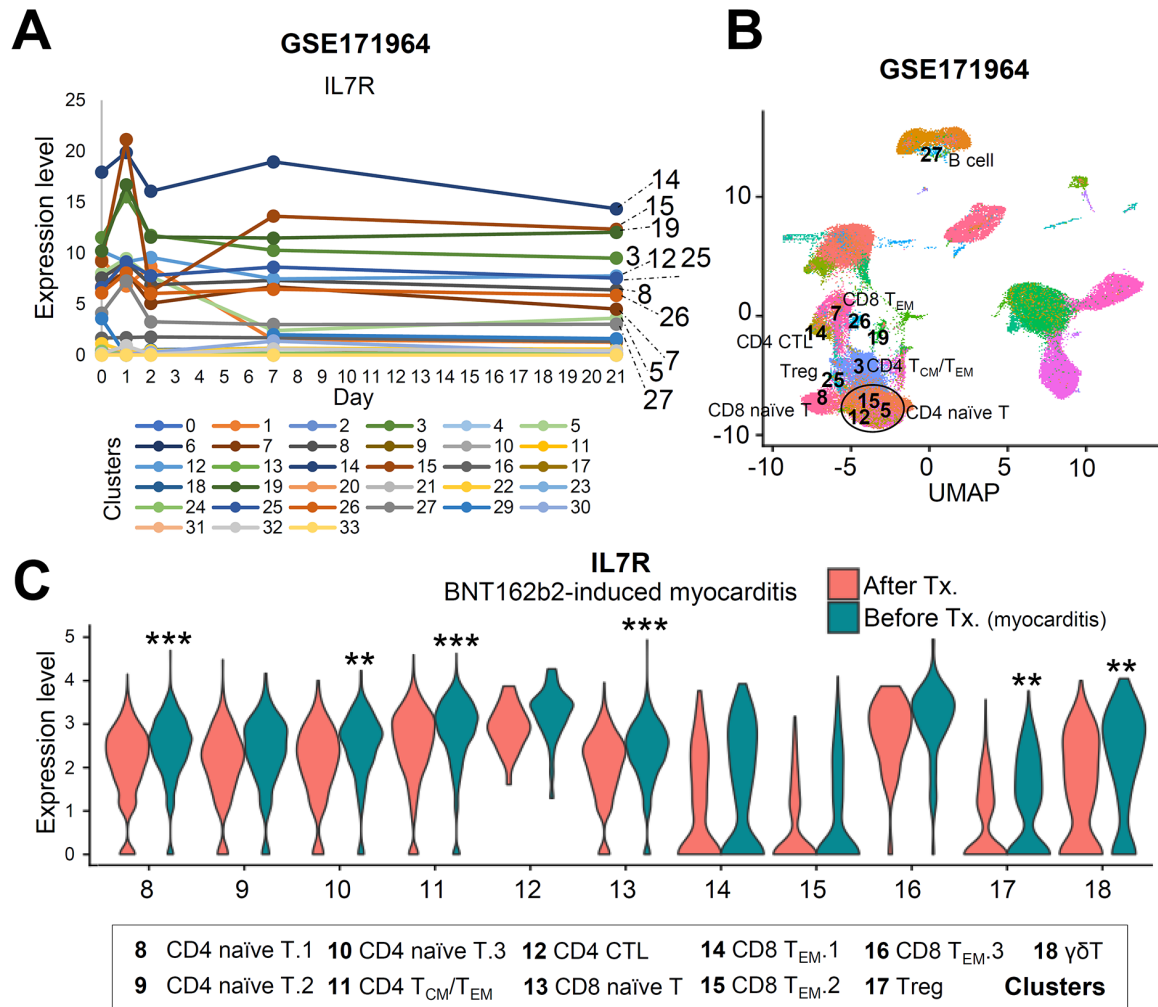 A
GSE171964
IL7R
Expression level
25
20
15
10
5
0
0 1 2 3 4 5 6 7 8 9 10 11 12 13 14 15 16 17 18 19 20 21
Day
14
15
19
3 12 25
8
26
7
5
27
Clusters
0 1 2 3 4 5
6 7 8 9 10 11
12 13 14 15 16 17
18 19 20 21 22 23
24 25 26 27 29 30
31 32 33
B
GSE171964
10
0
-10
-10 -5 0 5 10
UMAP
27 B cell
7 CD8 TEM
26
14
19
CD4 CTL
3 CD4 TCM/TEM
Treg
25
8
CD8 naïve T
15 5
12
CD4 naïve T
C
IL7R
BNT162b2-induced myocarditis
After Tx.
Before Tx. (myocarditis)
Expression level
5
4
3
2
1
0
*** ** *** *** ** **
8 9 10 11 12 13 14 15 16 17 18
8 CD4 naïve T.1 10 CD4 naïve T.3 12 CD4 CTL 14 CD8 TEM.1 16 CD8 TEM.3 18 γδT
9 CD4 naïve T.2 11 CD4 TCM/TEM 13 CD8 naïve T 15 CD8 TEM.2 17 Treg Clusters